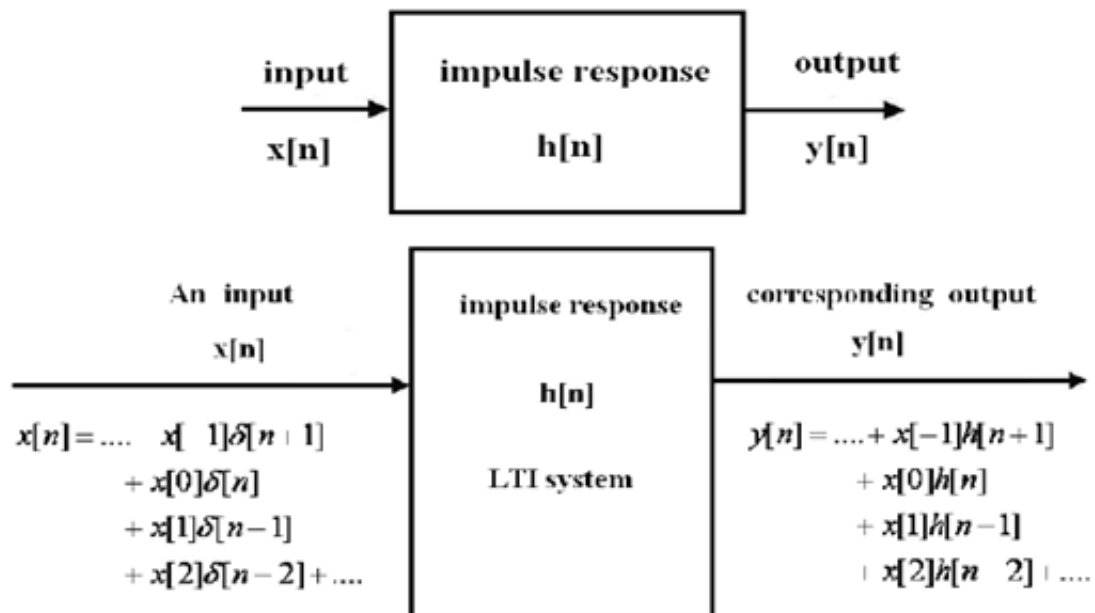 input
x[n]
impulse response
h[n]
output
y[n]
An input
x[n]
x[n] = .... x[ 1]δ[n 1]
+ x[0]δ[n]
+ x[1]δ[n−1]
+ x[2]δ[n−2]+....
impulse response
h[n]
LTI system
corresponding output
y[n]
y[n] = ....+ x[−1]h[n+1]
+ x[0]h[n]
+ x[1]h[n−1]
x[2]h[n 2] ....